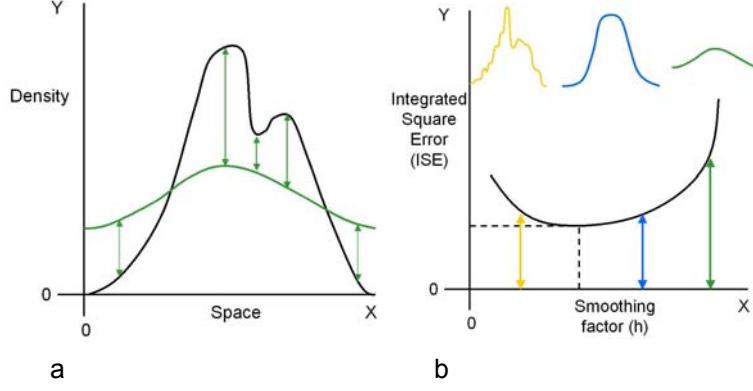 Y
Density
0
0
Space
X
a
Y
Integrated
Square
Error
(ISE)
0
0
Smoothing
factor (h)
X
b